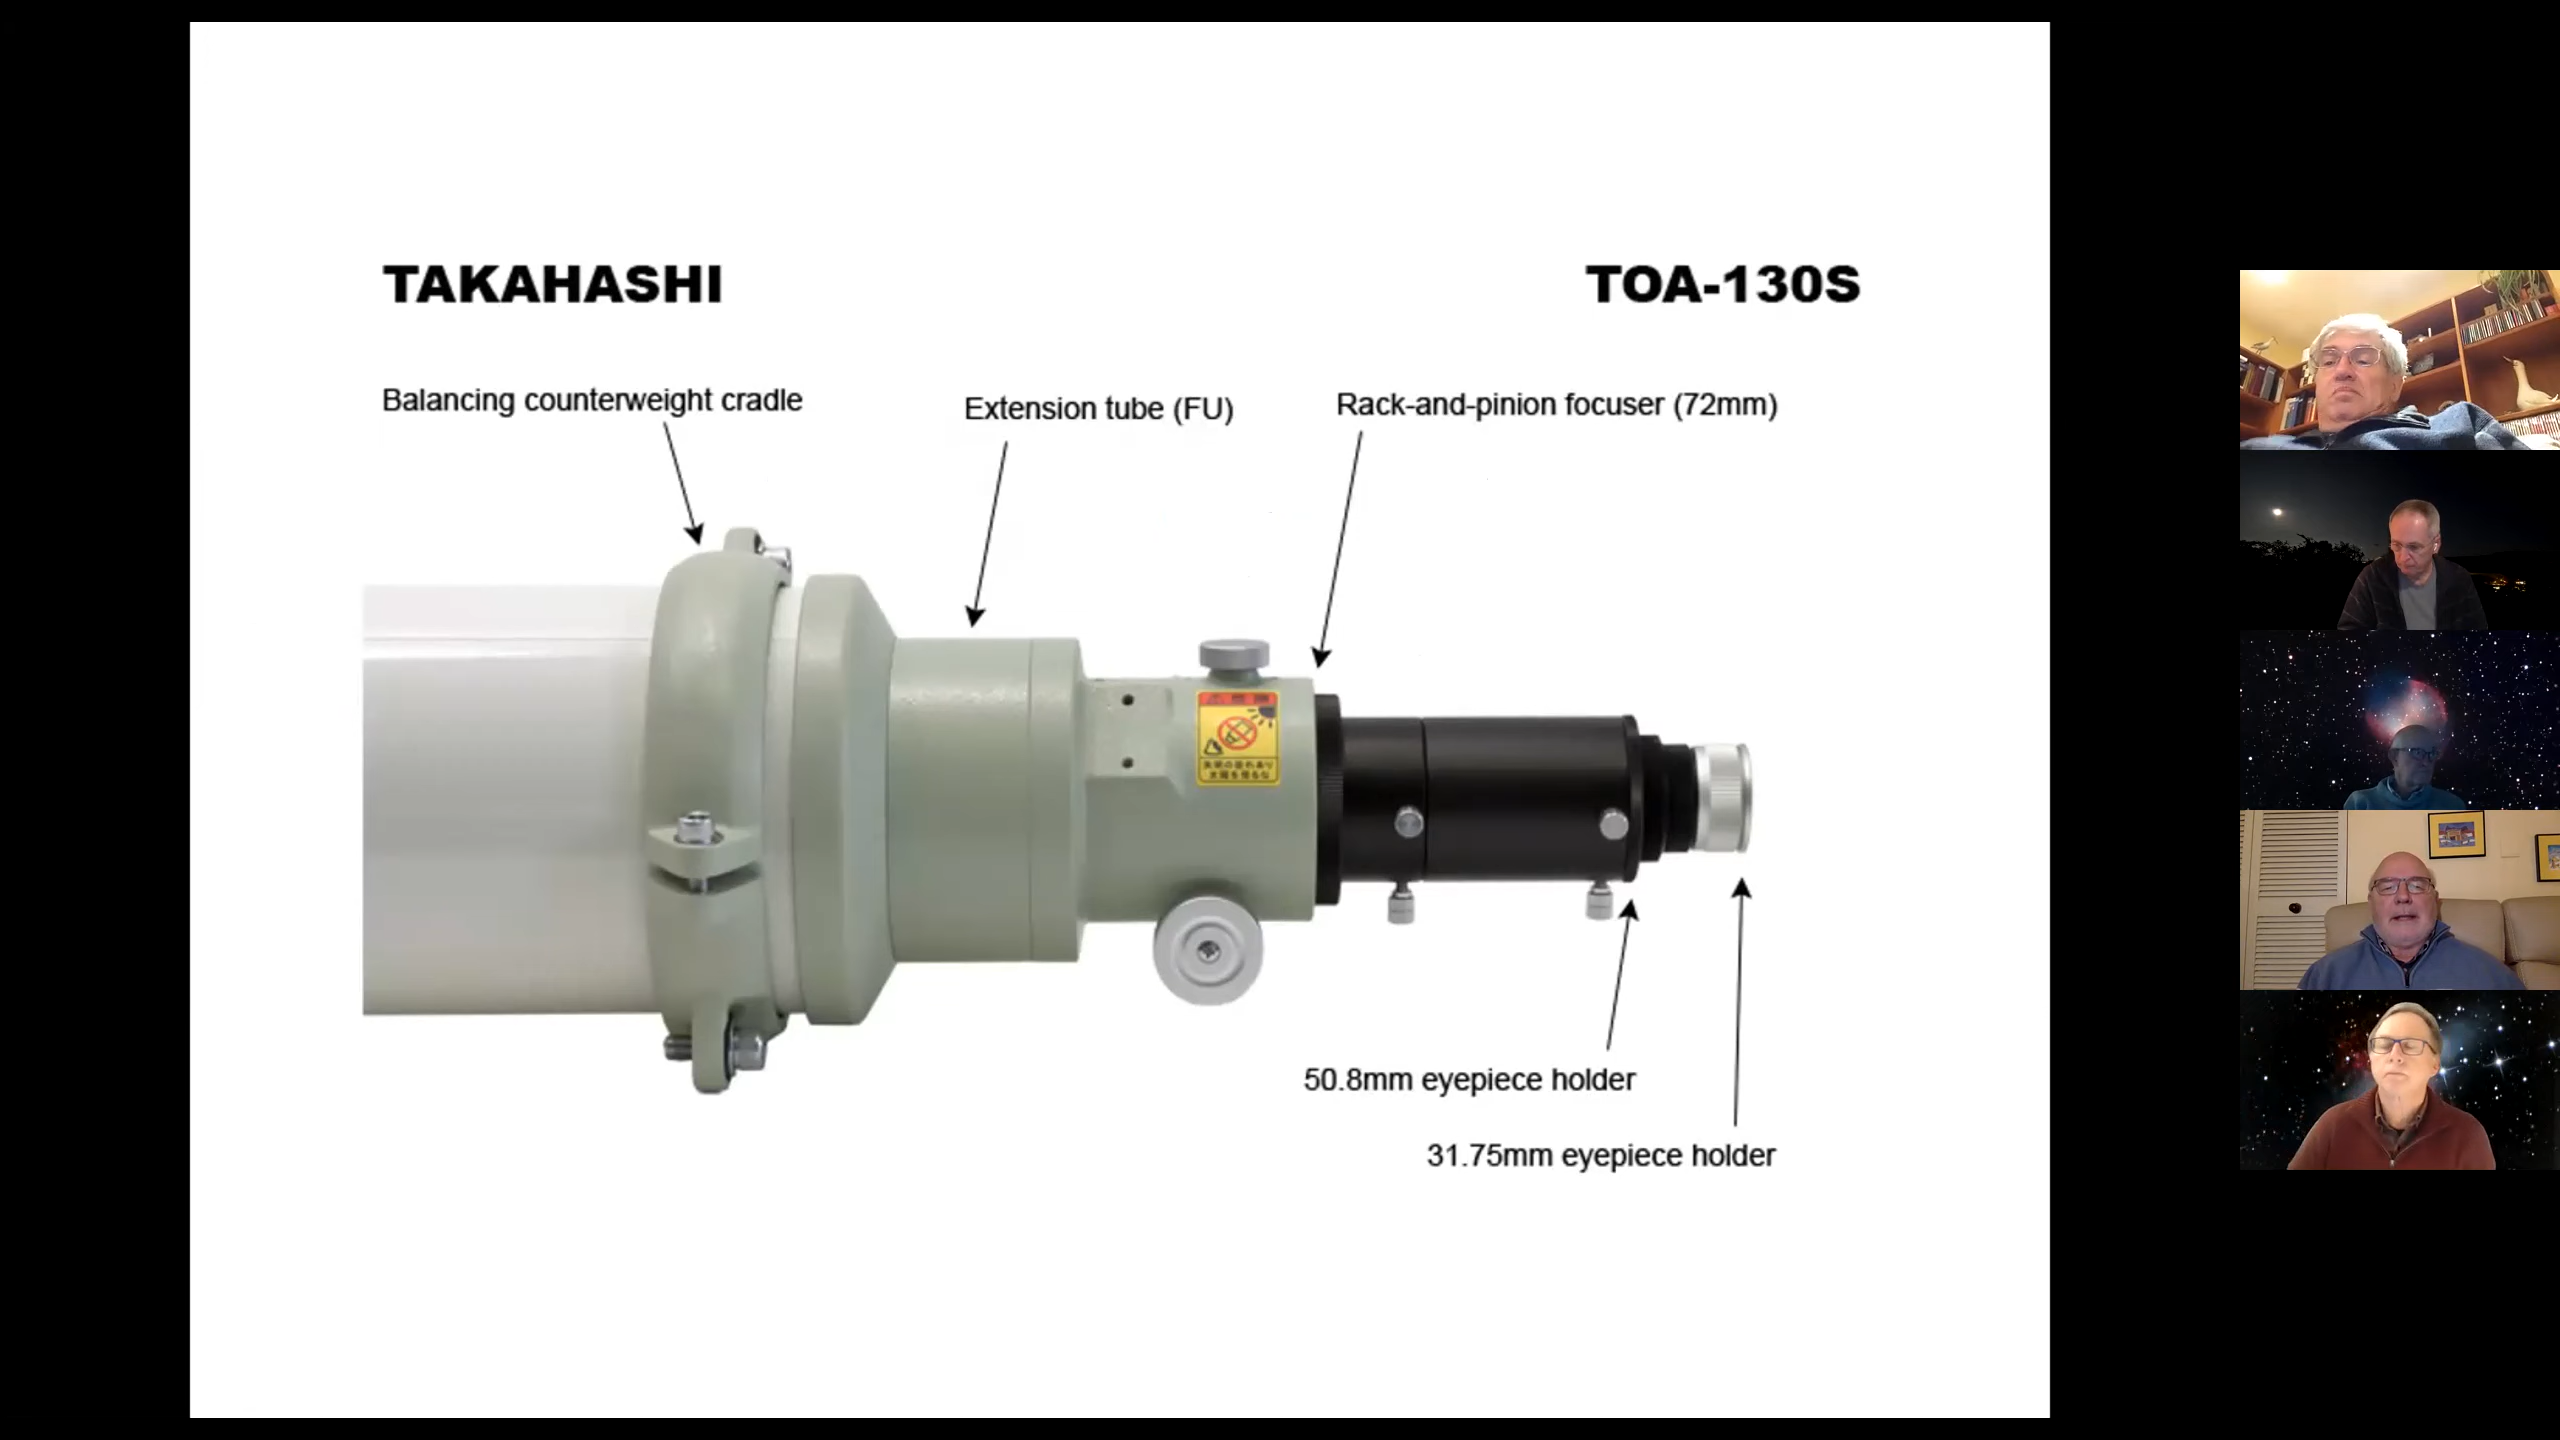 TAKAHASHI
TOA-130S
Balancing counterweight cradle
Extension tube (FU)
Rack-and-pinion focuser (72mm)
50.8mm eyepiece holder
31.75mm eyepiece holder